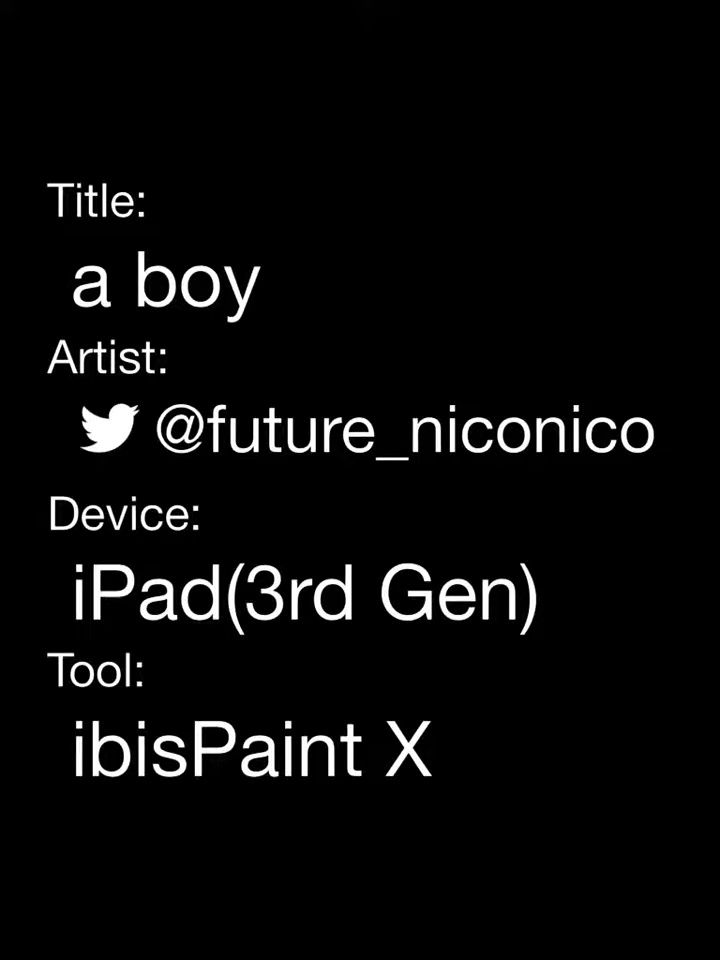 Title:
a boy
Artist:
@future_niconico
Device:
iPad(3rd Gen)
Tool:
ibisPaint X